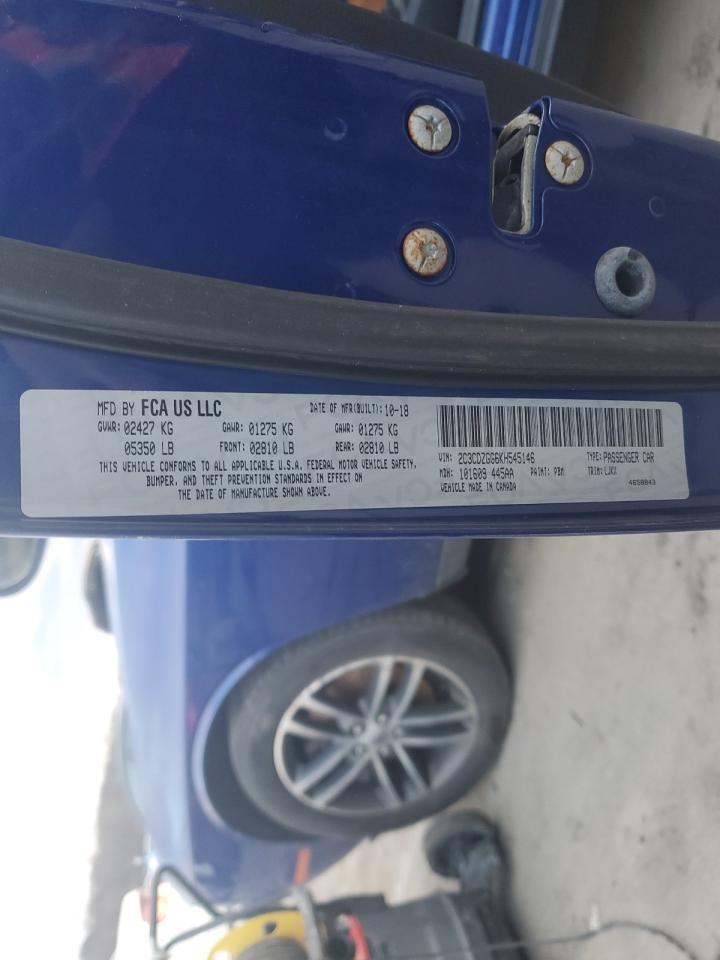 MFD BY FCA US LLC
DATE OF MFR(BUILT): 10-18
GVWR: 02427 KG GAWR: 01275 KG GAWR: 01275 KG
05350 LB FRONT: 02810 LB REAR: 02810 LB
THIS VEHICLE CONFORMS TO ALL APPLICABLE U.S.A. FEDERAL MOTOR VEHICLE SAFETY,
BUMPER, AND THEFT PREVENTION STANDARDS IN EFFECT ON
THE DATE OF MANUFACTURE SHOWN ABOVE.
VIN: 2C3CDZGG6KH545146 TYPE: PASSENGER CAR
MDH: 101609 445AA PAINT: PBM TRIM: LJXX
VEHICLE MADE IN CANADA 4658843